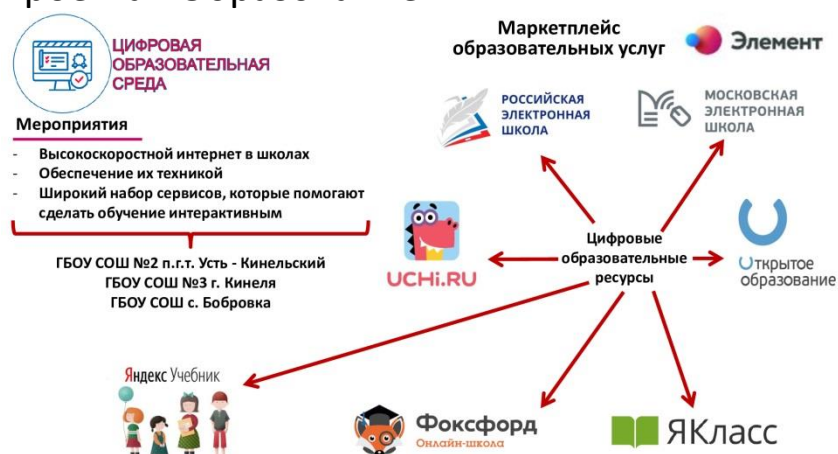 ЦИФРОВАЯ
ОБРАЗОВАТЕЛЬНАЯ
СРЕДА
Мероприятия
- Высокоскоростной интернет в школах
- Обеспечение их техникой
- Широкий набор сервисов, которые помогают
сделать обучение интерактивным
ГБОУ СОШ №2 п.г.т. Усть - Кинельский
ГБОУ СОШ №3 г. Кинеля
ГБОУ СОШ с. Бобровка
Маркетплейс
образовательных услуг
Элемент
РОССИЙСКАЯ
ЭЛЕКТРОННАЯ
ШКОЛА
МОСКОВСКАЯ
ЭЛЕКТРОННАЯ
ШКОЛА
UCHi.RU
Цифровые
образовательные
ресурсы
Открытое
образование
Яндекс Учебник
Фоксфорд
Онлайн-школа
ЯКласс